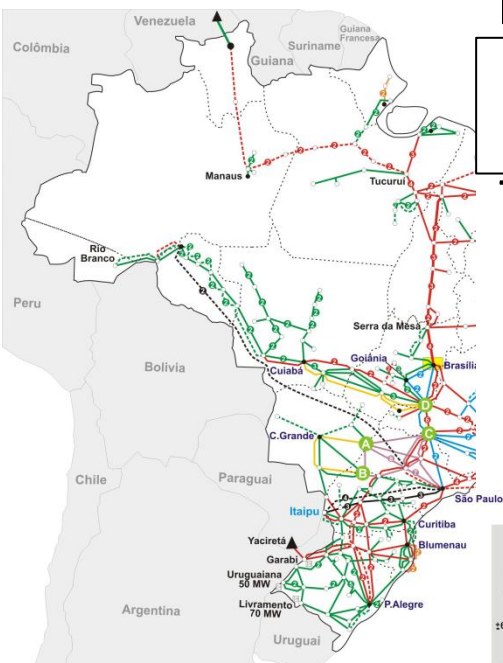 Venezuela
Guiana
Francesa
Colômbia
Suriname
Guiana
Manaus
Tucuruí
Rio
Branco
Serra da Mesa
Peru
Goiânia
Brasília
Cuiabá
Bolivia
D
C
C.Grande
A
B
Chile
Paraguai
São Paulo
Itaipu
Curitiba
Yaciretá
Blumenau
Garabi
Uruguaiana
50 MW
Livramento
70 MW
P.Alegre
Argentina
Uruguai